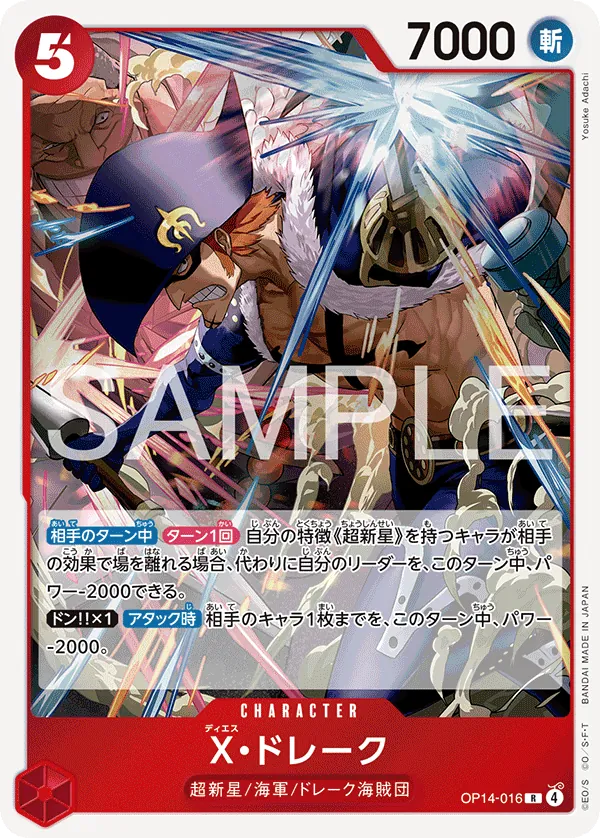 5
7000
斬
Yosuke Adachi
SAMPLE
相手のターン中 ターン1回 自分の特徴《超新星》を持つキャラが相手
の効果で場を離れる場合、代わりに自分のリーダーを、このターン中、パ
ワー-2000できる。
ドン!!×1 アタック時 相手のキャラ1枚までを、このターン中、パワー
-2000。
CHARACTER
ディエス
X・ドレーク
超新星/海軍/ドレーク海賊団
OP14-016 R 4
©E.O/S ©O/S・F・T BANDAI MADE IN JAPAN